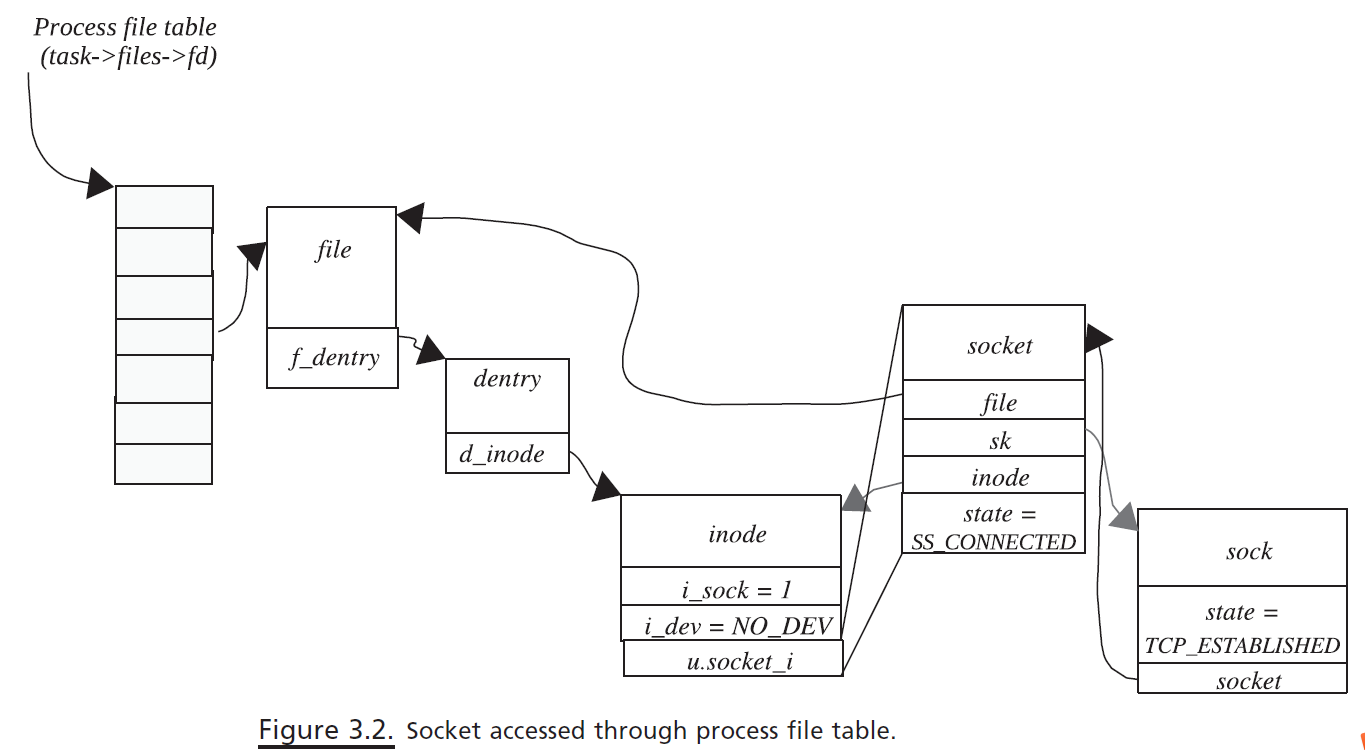 Process file table
(task->files->fd)
file
f_dentry
dentry
d_inode
inode
i_sock = 1
i_dev = NO_DEV
u.socket_i
socket
file
sk
inode
state =
SS_CONNECTED
sock
state =
TCP_ESTABLISHED
socket
Figure 3.2. Socket accessed through process file table.